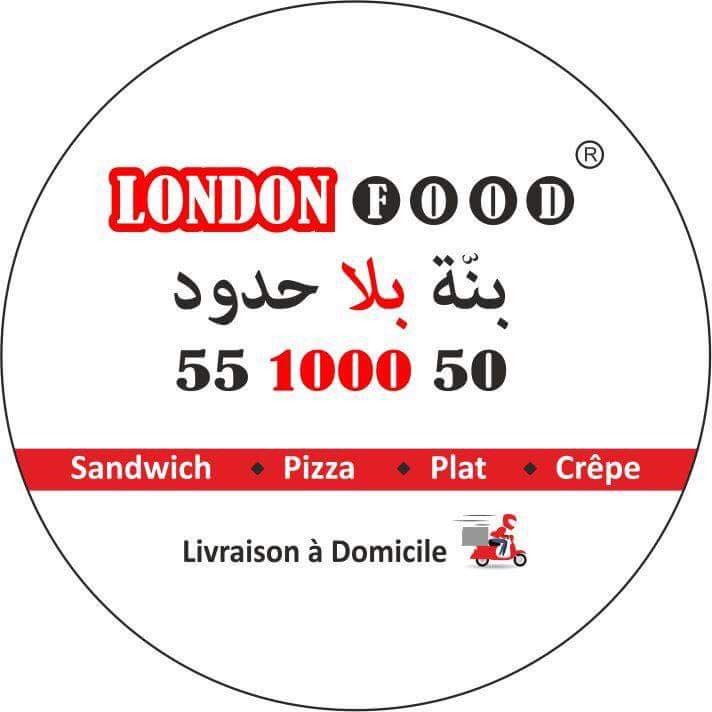 LONDON FOOD ®
بنّة بلا حدود
55 1000 50
Sandwich ◆ Pizza ◆ Plat ◆ Crêpe
Livraison à Domicile